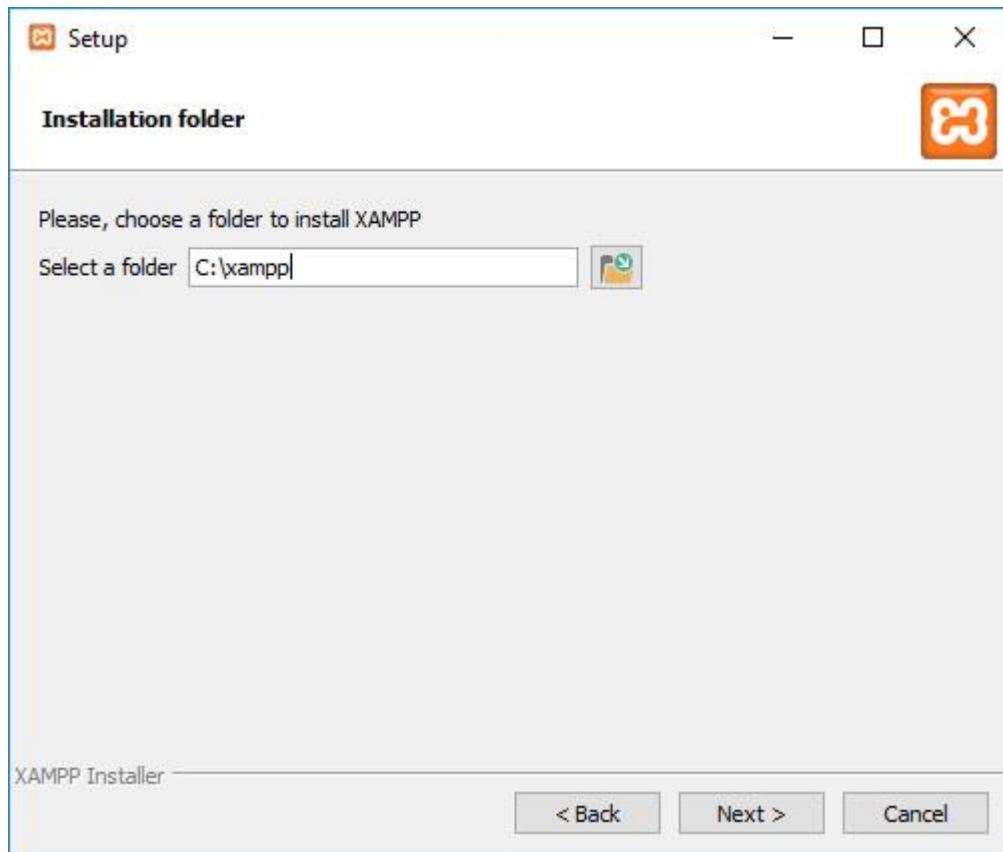 Setup
Installation folder
Please, choose a folder to install XAMPP
Select a folder C:\xampp
XAMPP Installer
< Back Next > Cancel